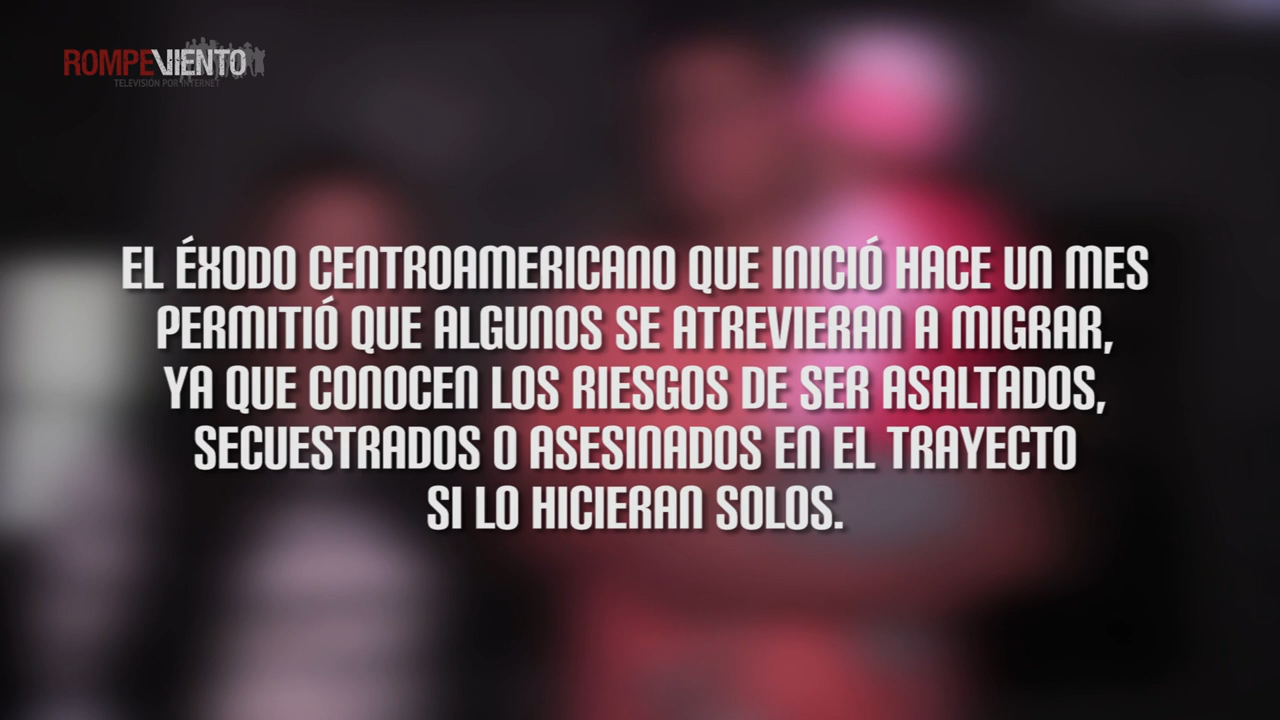 ROMPEVIENTO
TELEVISIÓN POR INTERNET
EL ÉXODO CENTROAMERICANO QUE INICIÓ HACE UN MES
PERMITIÓ QUE ALGUNOS SE ATREVIERAN A MIGRAR,
YA QUE CONOCEN LOS RIESGOS DE SER ASALTADOS,
SECUESTRADOS O ASESINADOS EN EL TRAYECTO
SI LO HICIERAN SOLOS.